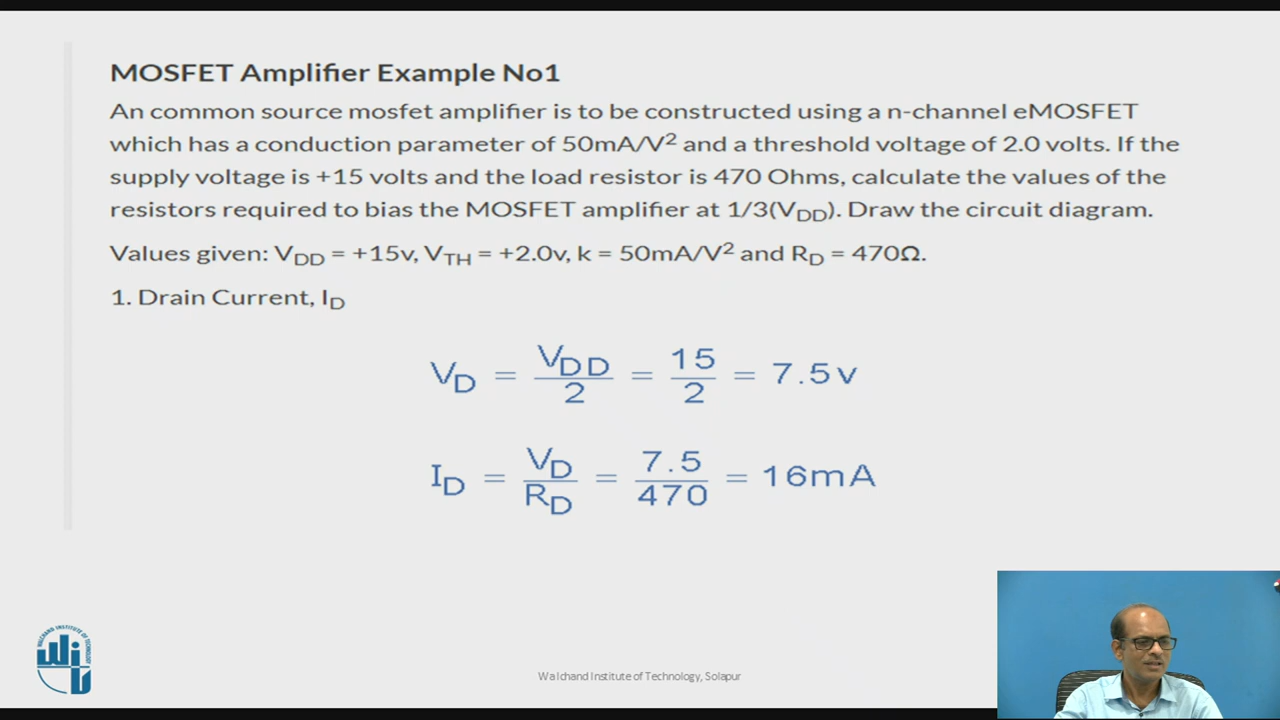 MOSFET Amplifier Example No1
An common source mosfet amplifier is to be constructed using a n-channel eMOSFET
which has a conduction parameter of 50mA/V² and a threshold voltage of 2.0 volts. If the
supply voltage is +15 volts and the load resistor is 470 Ohms, calculate the values of the
resistors required to bias the MOSFET amplifier at 1/3(V_DD). Draw the circuit diagram.
Values given: V_DD = +15v, V_TH = +2.0v, k = 50mA/V² and R_D = 470Ω.
1. Drain Current, I_D
V_D = V_DD/2 = 15/2 = 7.5v
I_D = V_D/R_D = 7.5/470 = 16mA
WALCHAND INSTITUTE OF TECHNOLOGY
WIT
Walchand Institute of Technology, Solapur